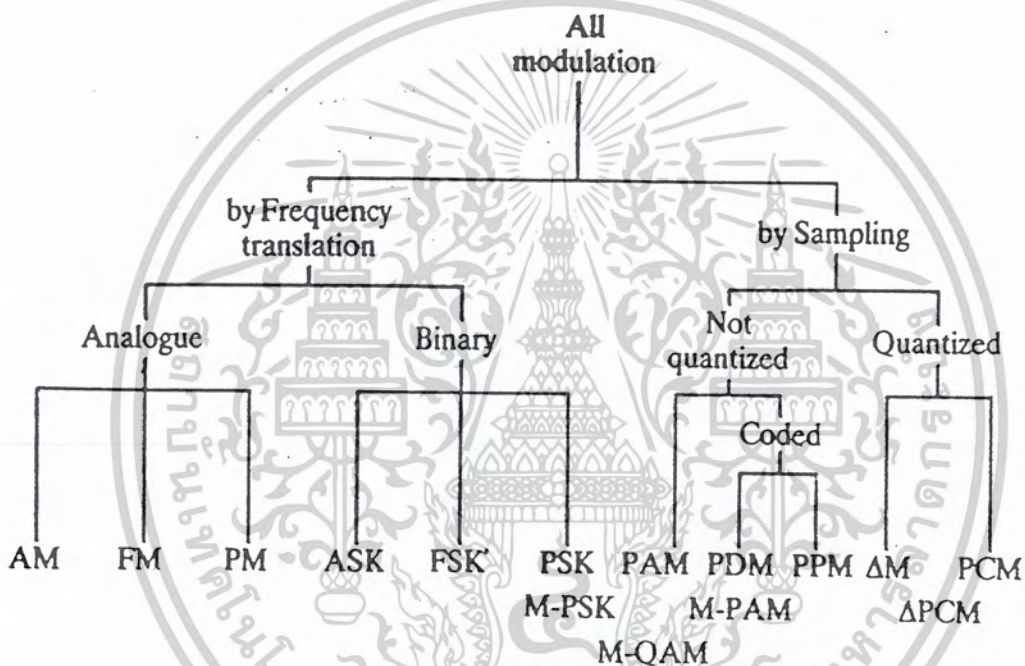 All
modulation
by Frequency
translation
by Sampling
Analogue
Binary
Not
quantized
Quantized
Coded
AM FM PM ASK FSK' PSK PAM PDM PPM ΔM PCM
M-PSK M-PAM ΔPCM
M-QAM